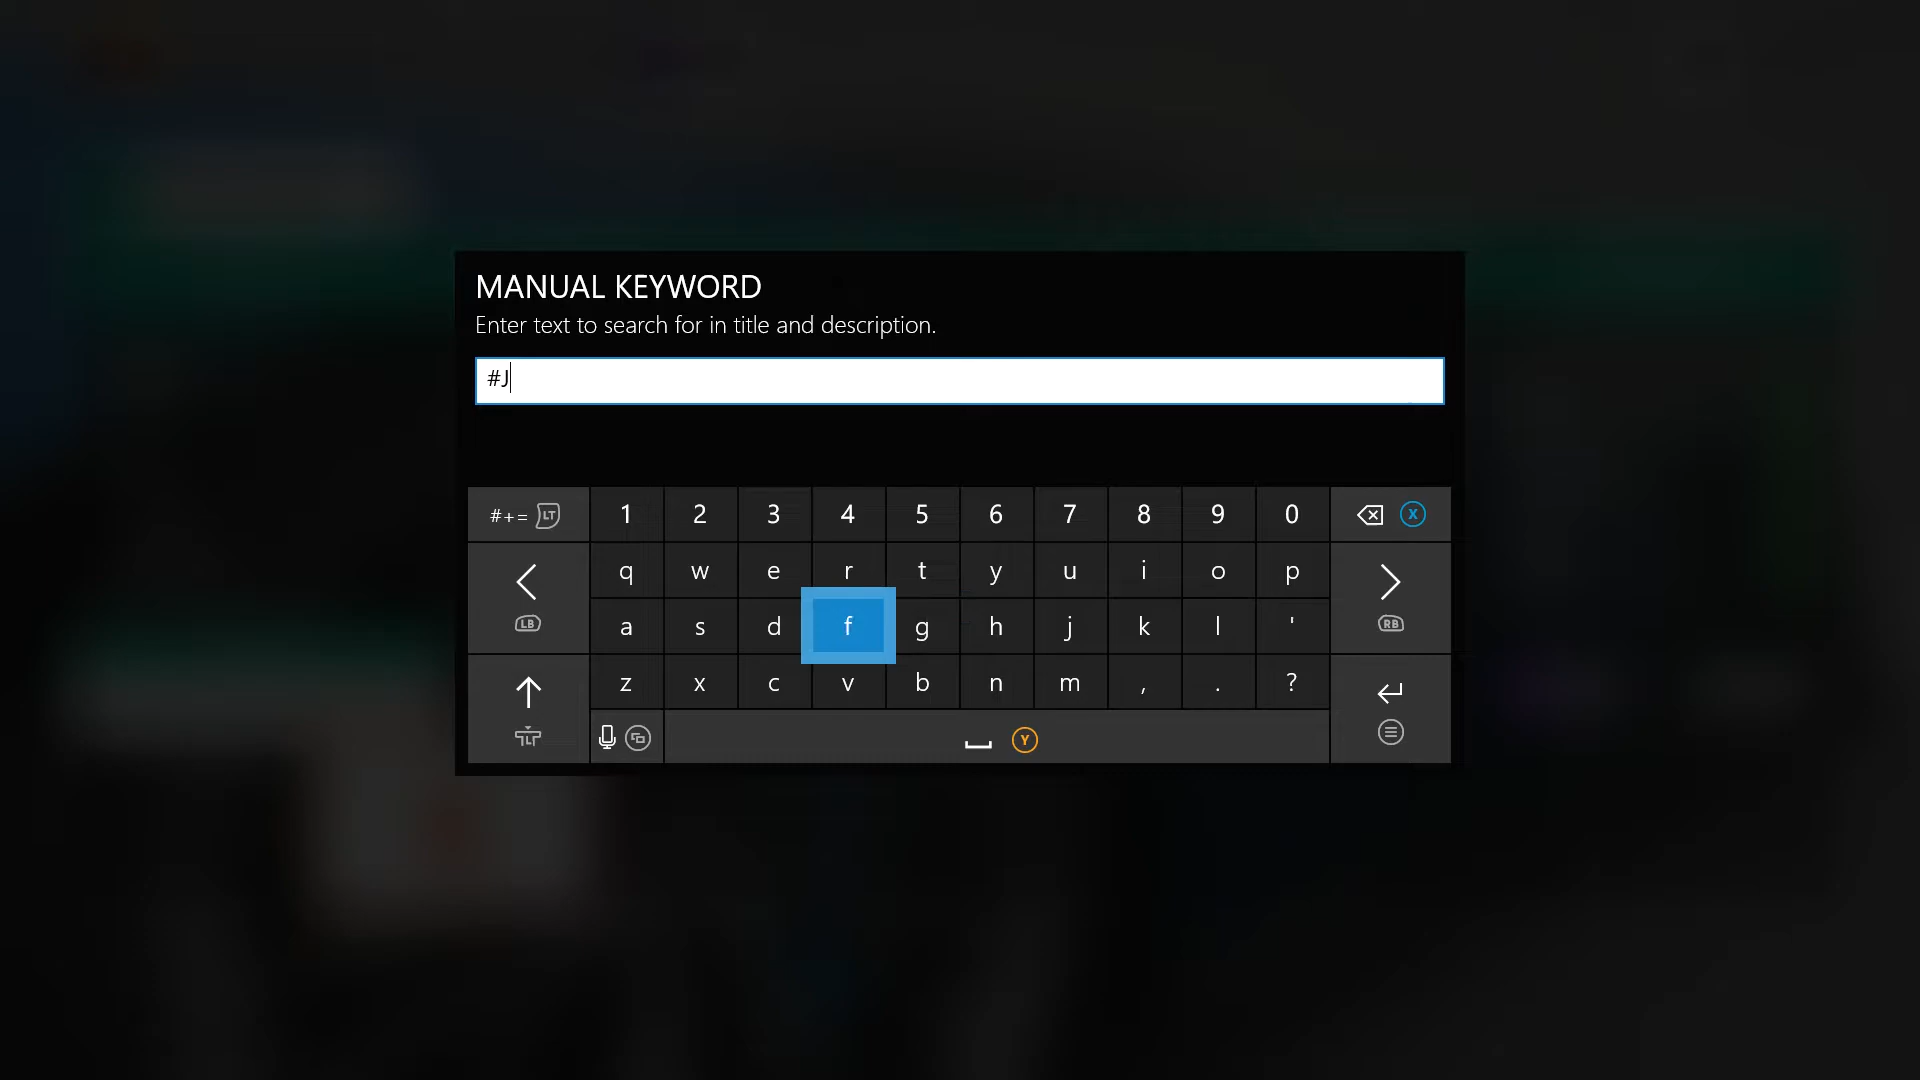 MANUAL KEYWORD
Enter text to search for in title and description.
#J
#+= LT 1 2 3 4 5 6 7 8 9 0 X
q w e r t y u i o p
LB a s d f g h j k l ' RB
z x c v b n m , . ?
Y